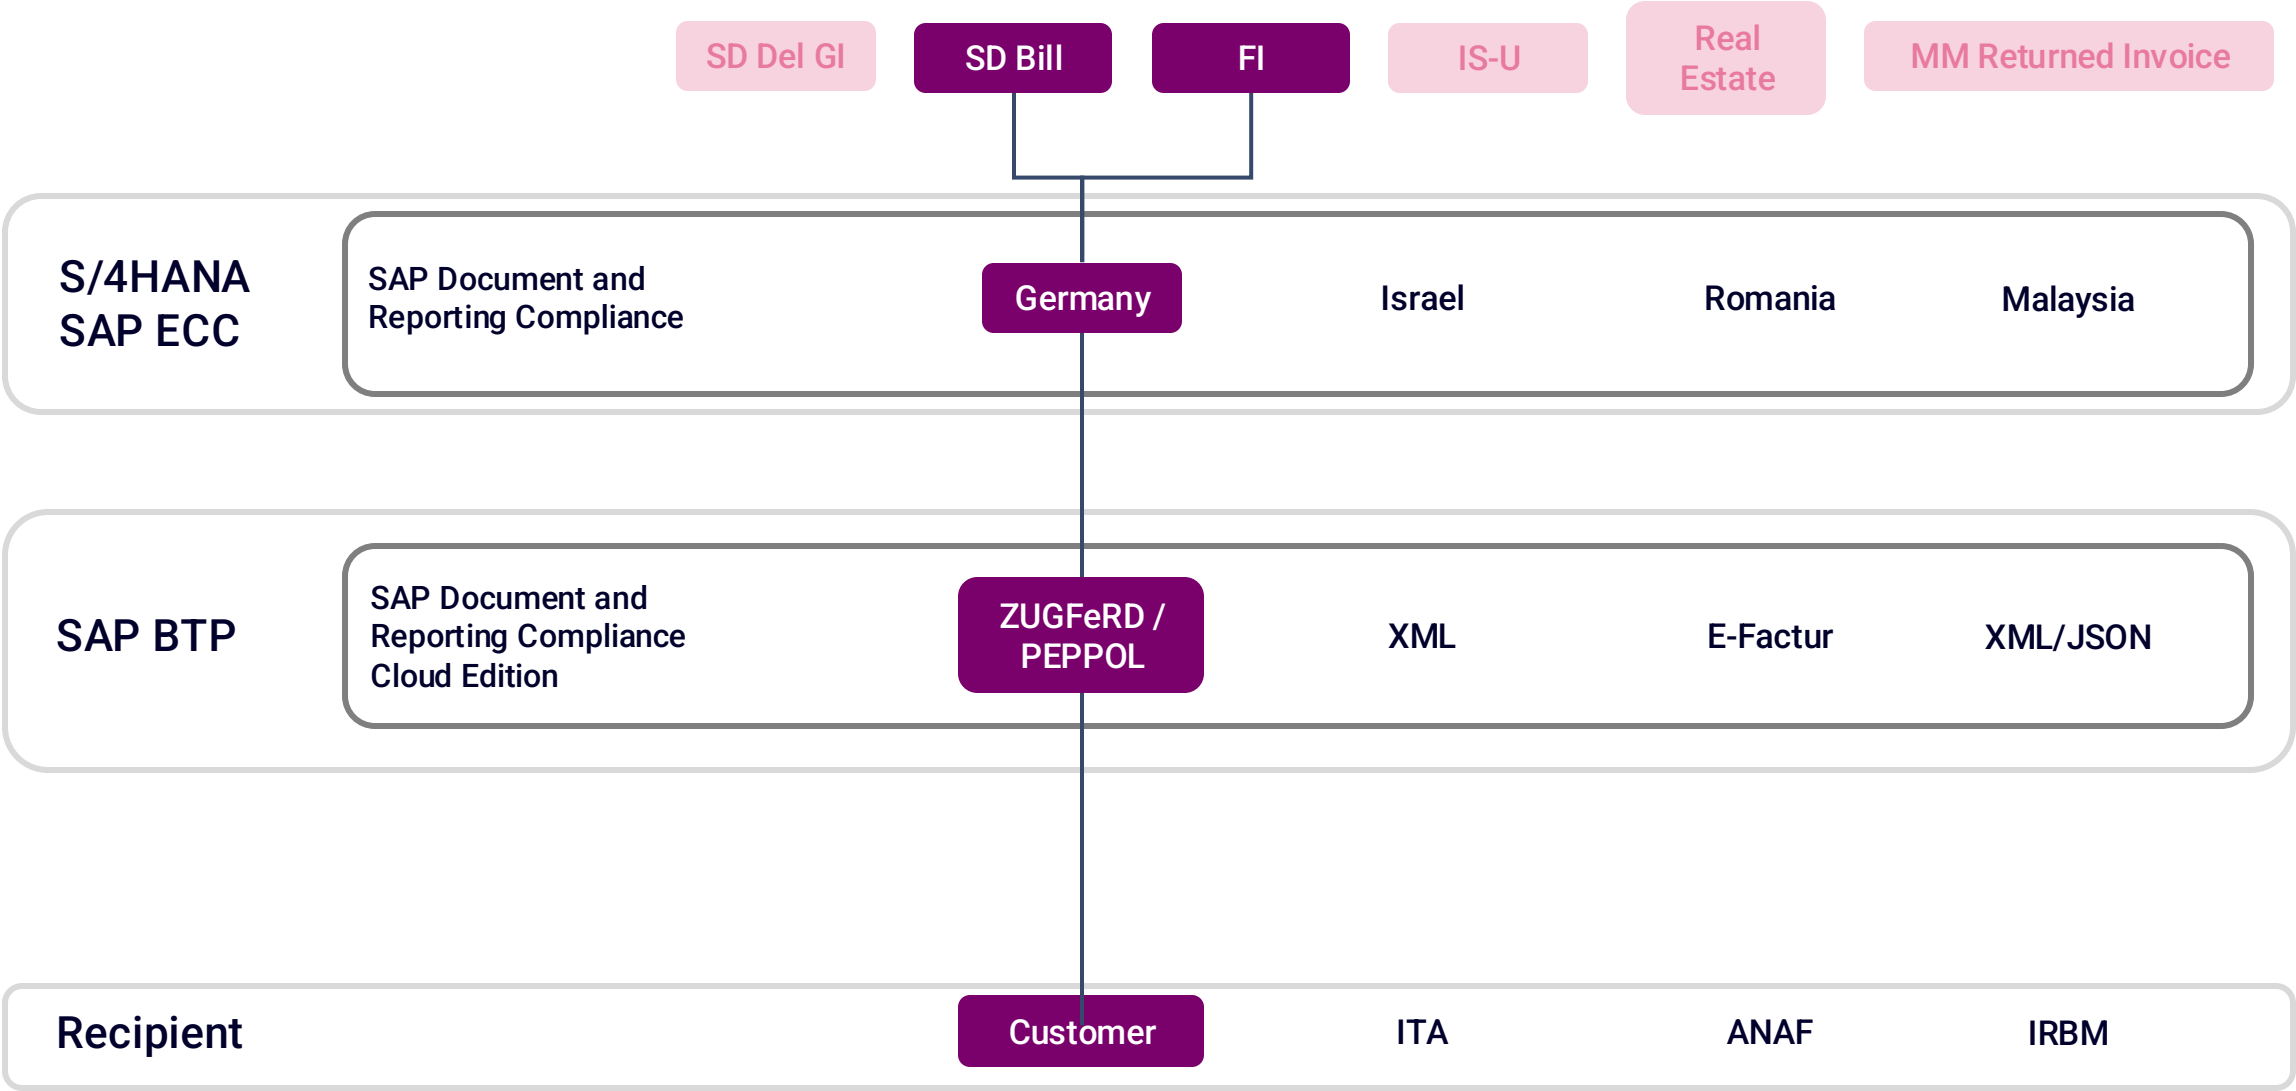 SD Del GI
SD Bill
FI
IS-U
Real
Estate
MM Returned Invoice
S/4HANA
SAP ECC
SAP Document and
Reporting Compliance
Germany
Israel
Romania
Malaysia
SAP BTP
SAP Document and
Reporting Compliance
Cloud Edition
ZUGFeRD /
PEPPOL
XML
E-Factur
XML/JSON
Recipient
Customer
ITA
ANAF
IRBM